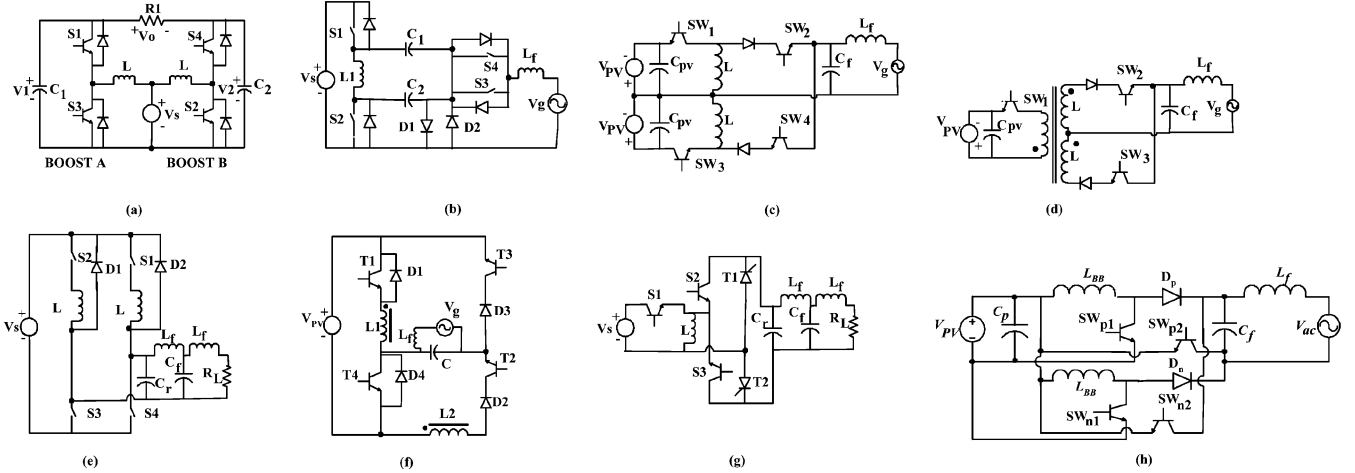 R1
S1
+ Vo -
S4
L
L
V1
+
-
C1
S3
+
Vs
-
S2
V2
+
-
C2
BOOST A
BOOST B
(a)
S1
C1
Vs
+
-
L1
C2
S4
S3
Lf
Vg
S2
D1
D2
(b)
SW1
SW2
Lf
VPV
-
+
Cpv
L
Cf
Vg
VPV
-
+
Cpv
L
SW4
SW3
(c)
SW1
SW2
Lf
VPV
-
+
Cpv
L
Cf
Vg
L
SW3
(d)
S2
D1
S1
D2
Vs
+
-
L
L
Lf
Lf
Cf
Cr
RL
S3
S4
(e)
T1
D1
T3
VPV
+
-
L1
Vg
Lf
D3
C
T2
T4
D4
D2
L2
(f)
S2
T1
S1
Lf
Lf
Vs
+
-
L
Cr
Cf
RL
S3
T2
(g)
LBB
Dp
Lf
Cp
SWp1
SWp2
VPV
+
-
Cf
Vac
LBB
Dn
SWn2
SWn1
(h)